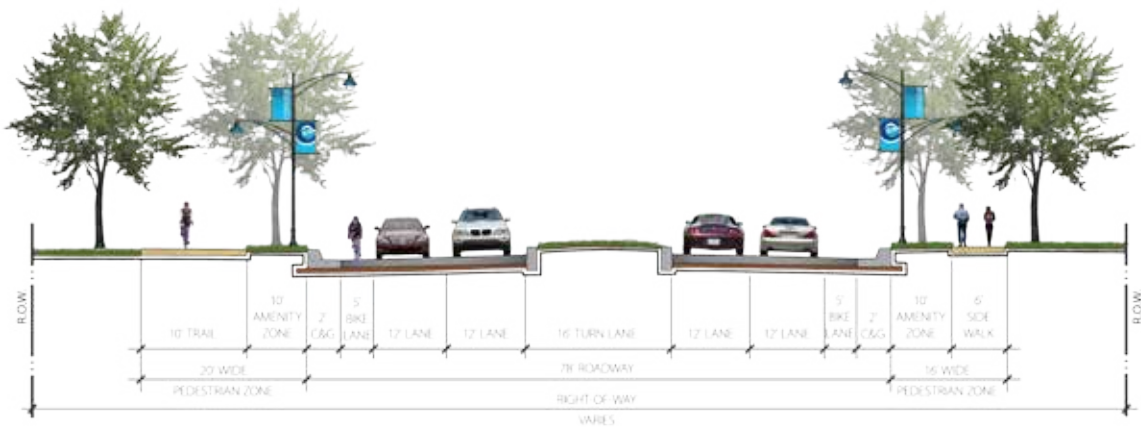 R.O.W
10' TRAIL
10'
AMENITY
ZONE
2'
C&G
5'
BIKE
LANE
12' LANE
12' LANE
16' TURN LANE
12' LANE
12' LANE
5'
BIKE
LANE
2'
C&G
10'
AMENITY
ZONE
6'
SIDE
WALK
R.O.W
20' WIDE
PEDESTRIAN ZONE
78' ROADWAY
16' WIDE
PEDESTRIAN ZONE
RIGHT-OF-WAY
VARIES